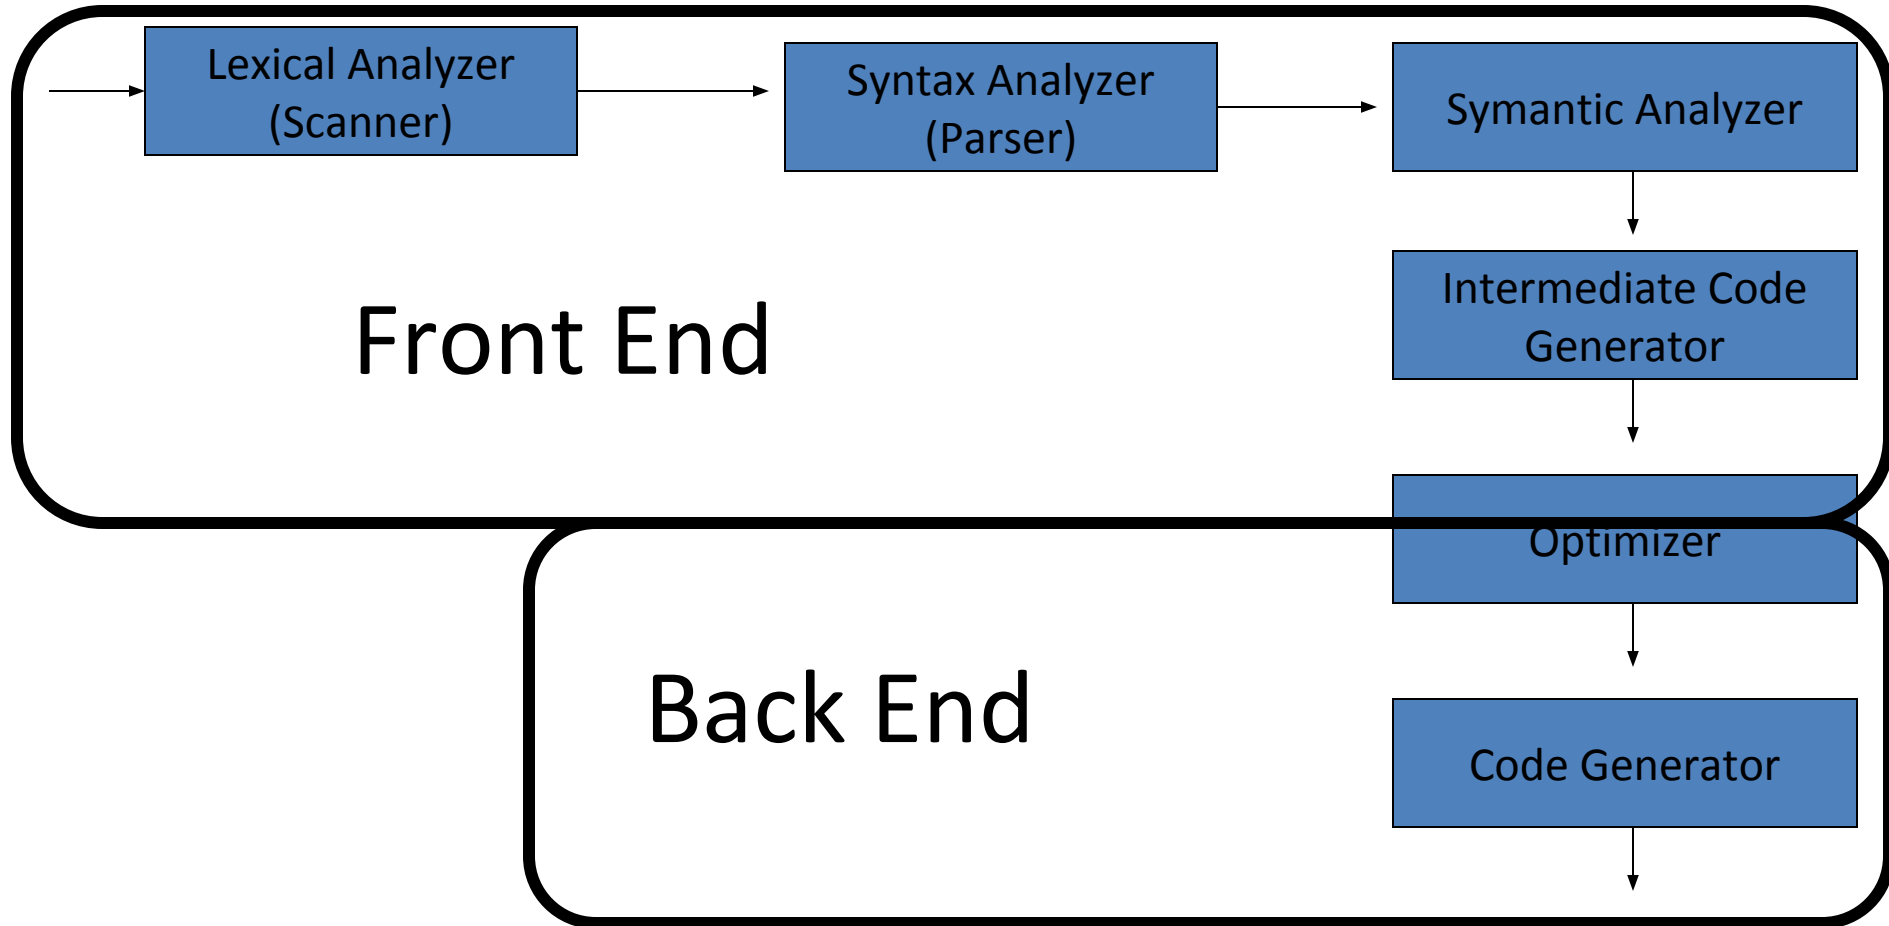 Lexical Analyzer
(Scanner)
Syntax Analyzer
(Parser)
Symantic Analyzer
Intermediate Code
Generator
Front End
Optimizer
Back End
Code Generator